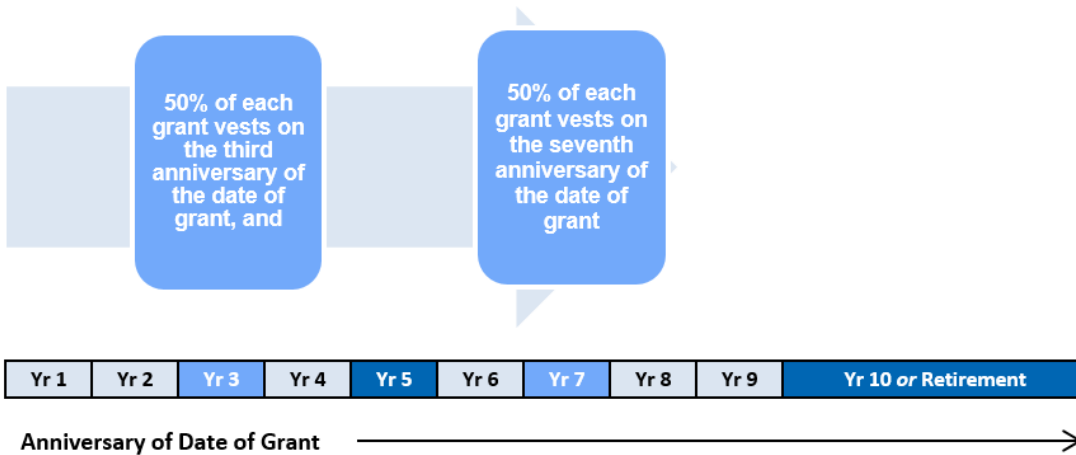 50% of each
grant vests on
the third
anniversary of
the date of
grant, and
50% of each
grant vests on
the seventh
anniversary of
the date of
grant
Yr 1 Yr 2 Yr 3 Yr 4 Yr 5 Yr 6 Yr 7 Yr 8 Yr 9 Yr 10 or Retirement
Anniversary of Date of Grant